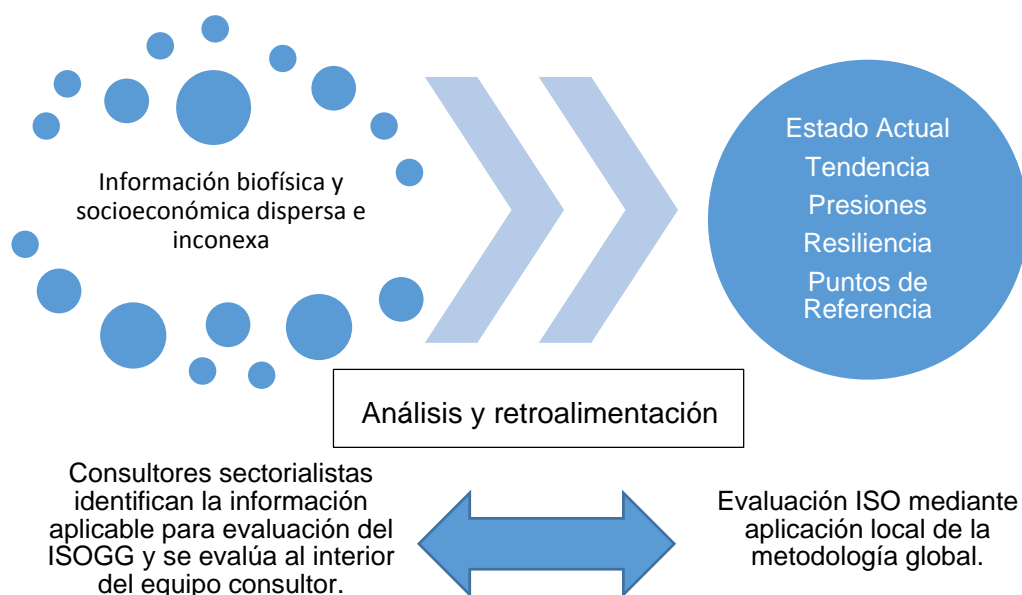 Información biofísica y
socioeconómica dispersa e
inconexa
Estado Actual
Tendencia
Presiones
Resiliencia
Puntos de
Referencia
Análisis y retroalimentación
Consultores sectorialistas
identifican la información
aplicable para evaluación del
ISOGG y se evalúa al interior
del equipo consultor.
Evaluación ISO mediante
aplicación local de la
metodología global.